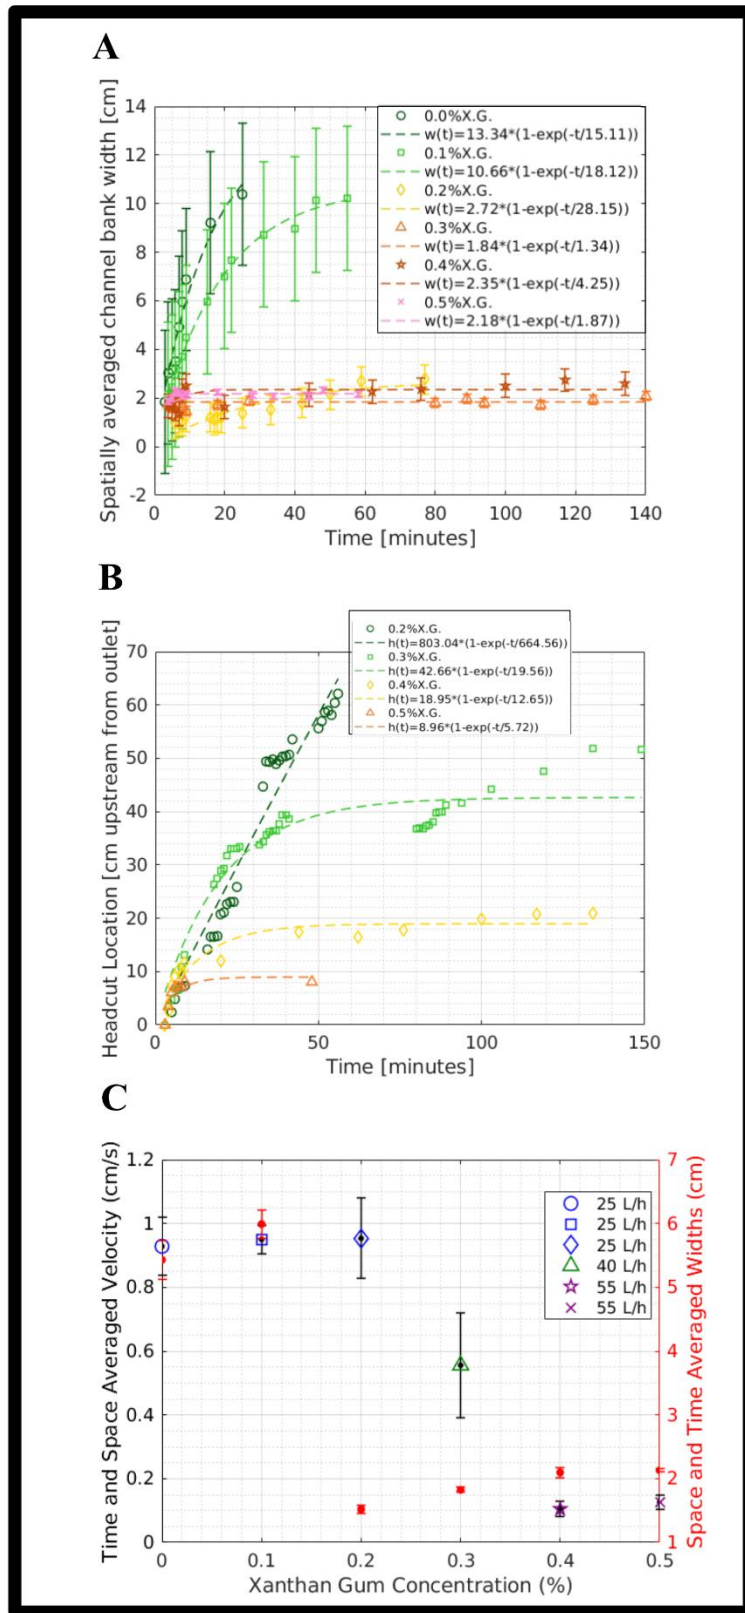 A
Spatially averaged channel bank width [cm]
14
12
10
8
6
4
2
0
-2
0
20
40
60
80
100
120
140
Time [minutes]
0.0%X.G.
w(t)=13.34*(1-exp(-t/15.11))
0.1%X.G.
w(t)=10.66*(1-exp(-t/18.12))
0.2%X.G.
w(t)=2.72*(1-exp(-t/28.15))
0.3%X.G.
w(t)=1.84*(1-exp(-t/1.34))
0.4%X.G.
w(t)=2.35*(1-exp(-t/4.25))
0.5%X.G.
w(t)=2.18*(1-exp(-t/1.87))
B
Headcut Location [cm upstream from outlet]
70
60
50
40
30
20
10
0
0
50
100
150
Time [minutes]
0.2%X.G.
h(t)=803.04*(1-exp(-t/664.56))
0.3%X.G.
h(t)=42.66*(1-exp(-t/19.56))
0.4%X.G.
h(t)=18.95*(1-exp(-t/12.65))
0.5%X.G.
h(t)=8.96*(1-exp(-t/5.72))
C
Time and Space Averaged Velocity (cm/s)
1.2
1
0.8
0.6
0.4
0.2
0
0
0.1
0.2
0.3
0.4
0.5
Xanthan Gum Concentration (%)
7
6
5
4
3
2
1
Space and Time Averaged Widths (cm)
25 L/h
25 L/h
25 L/h
40 L/h
55 L/h
55 L/h